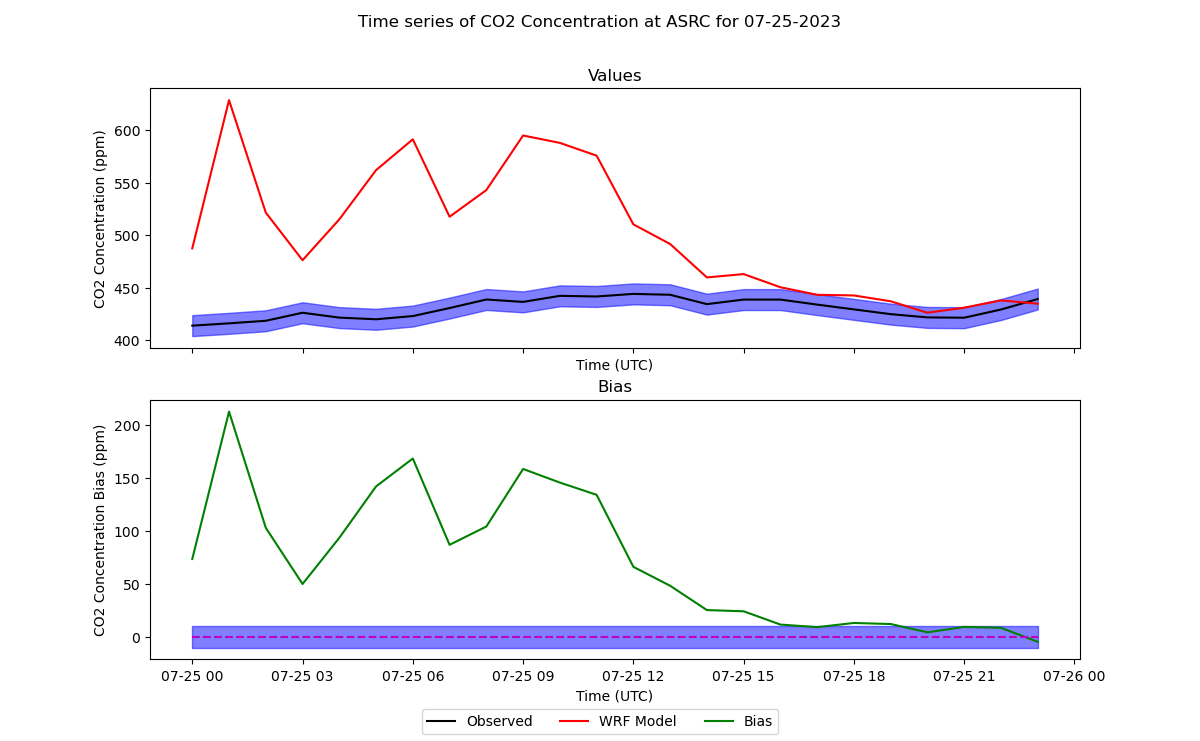 Time series of CO2 Concentration at ASRC for 07-25-2023
Values
CO2 Concentration (ppm)
600
550
500
450
400
Time (UTC)
Bias
CO2 Concentration Bias (ppm)
200
150
100
50
0
07-25 00 07-25 03 07-25 06 07-25 09 07-25 12 07-25 15 07-25 18 07-25 21 07-26 00
Time (UTC)
Observed WRF Model Bias